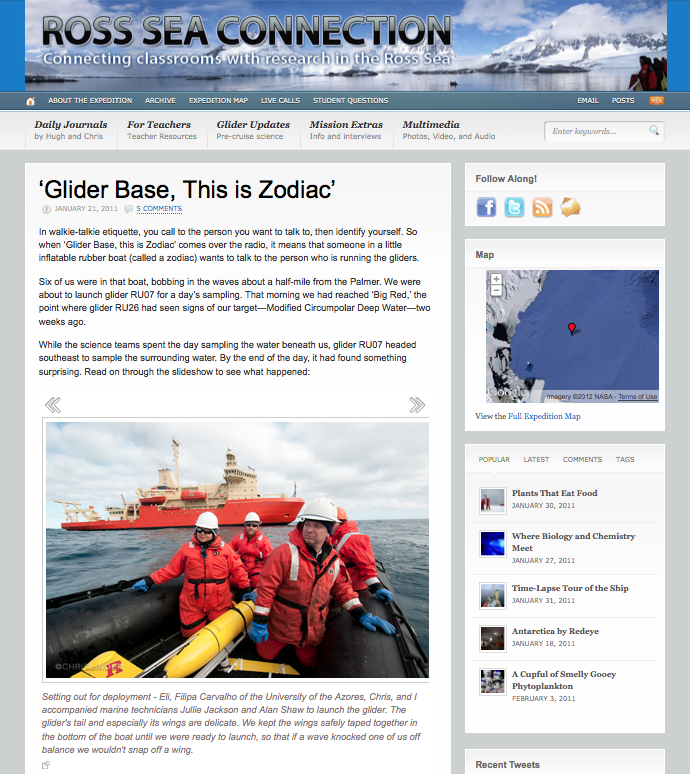 ROSS SEA CONNECTION
Connecting classrooms with research in the Ross Sea
ABOUT THE EXPEDITION ARCHIVE EXPEDITION MAP LIVE CALLS STUDENT QUESTIONS EMAIL POSTS RSS
Daily Journals For Teachers Glider Updates Mission Extras Multimedia
by Hugh and Chris Teacher Resources Pre-cruise science Info and interviews Photos, Video, and Audio
Enter keywords...
‘Glider Base, This is Zodiac’
JANUARY 21, 2011 5 COMMENTS
In walkie-talkie etiquette, you call to the person you want to talk to, then identify yourself. So
when ‘Glider Base, this is Zodiac’ comes over the radio, it means that someone in a little
inflatable rubber boat (called a zodiac) wants to talk to the person who is running the gliders.
Six of us were in that boat, bobbing in the waves about a half-mile from the Palmer. We were
about to launch glider RU07 for a day’s sampling. That morning we had reached ‘Big Red,’ the
point where glider RU26 had seen signs of our target—Modified Circumpolar Deep Water—two
weeks ago.
While the science teams spent the day sampling the water beneath us, glider RU07 headed
southeast to sample the surrounding water. By the end of the day, it had found something
surprising. Read on through the slideshow to see what happened:
Setting out for deployment - Eli, Filipa Carvalho of the University of the Azores, Chris, and I
accompanied marine technicians Jullie Jackson and Alan Shaw to launch the glider. The
glider's tail and especially its wings are delicate. We kept the wings safely taped together in
the bottom of the boat until we were ready to launch, so that if a wave knocked one of us off
balance we wouldn't snap off a wing.
Follow Along!
Map
Google
Imagery ©2012 NASA - Terms of Use
View the Full Expedition Map
POPULAR LATEST COMMENTS TAGS
Plants That Eat Food
JANUARY 30, 2011
Where Biology and Chemistry
Meet
JANUARY 27, 2011
Time-Lapse Tour of the Ship
JANUARY 31, 2011
Antarctica by Redeye
JANUARY 18, 2011
A Cupful of Smelly Gooey
Phytoplankton
FEBRUARY 3, 2011
Recent Tweets